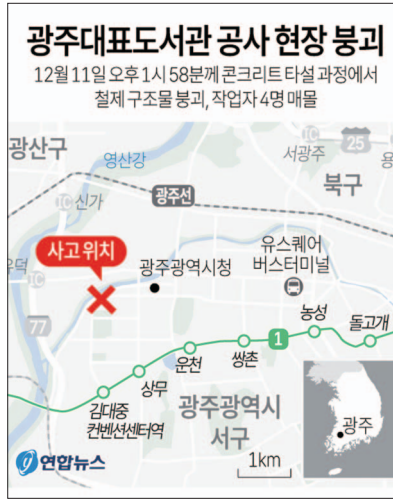 광주대표도서관 공사 현장 붕괴
12월 11일 오후 1시 58분께 콘크리트 타설 과정에서
철제 구조물 붕괴, 작업자 4명 매몰
광산구
영산강
IC
서광주
25
용
북구
광주선
IC 신가
사고 위치
유스퀘어
버스터미널
유덕
IC
광주광역시청
77
농성
돌고개
1
쌍촌
운천
상무
김대중
컨벤션센터역
광주광역시
서구
광주
1km
연합뉴스